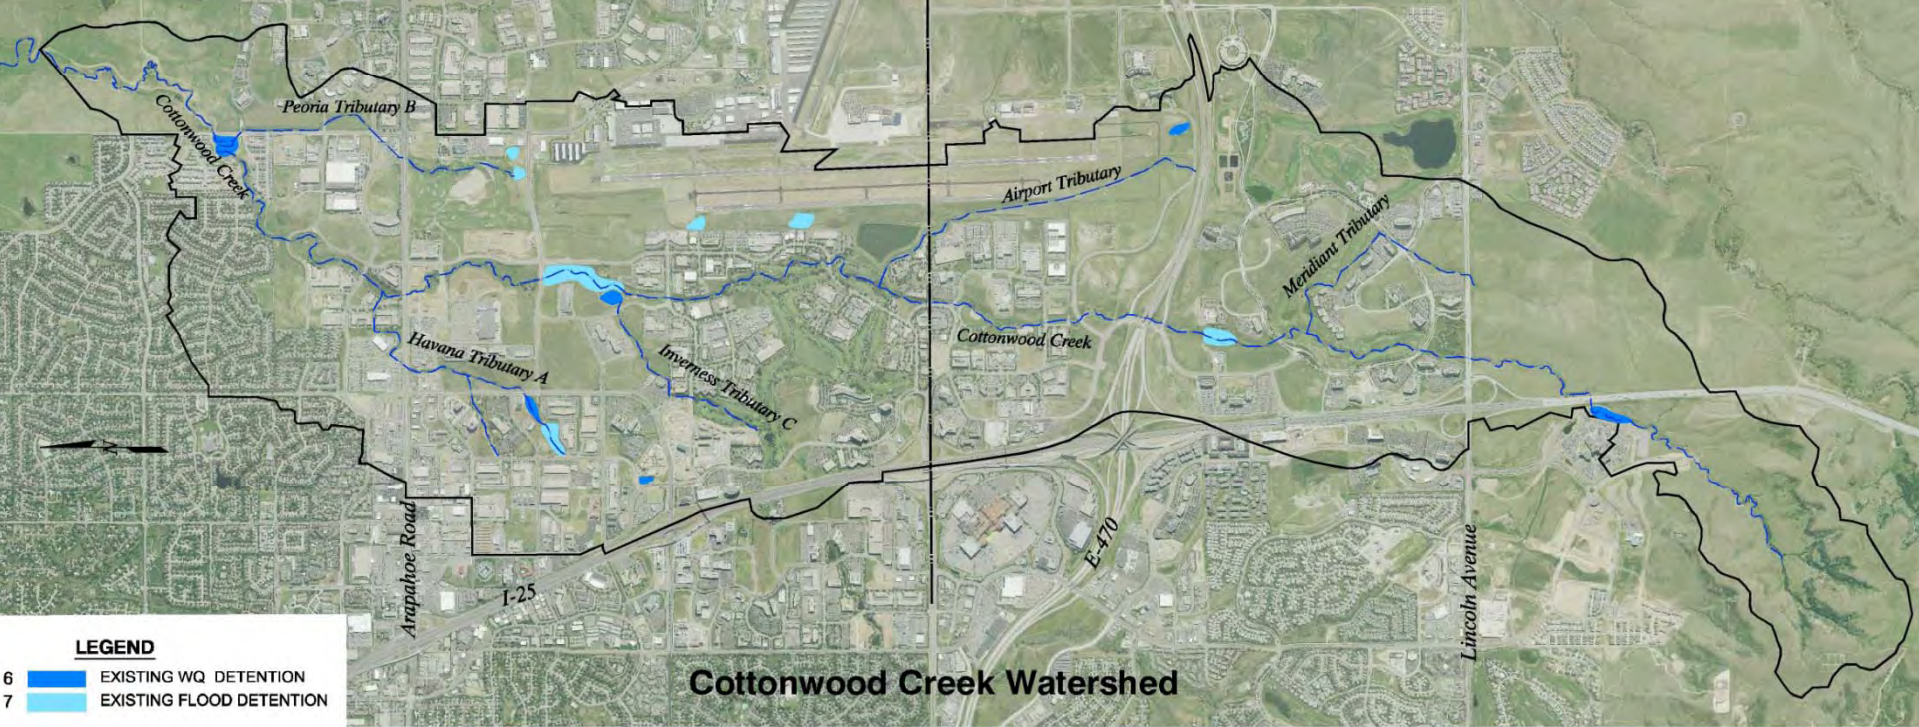 Peoria Tributary B
Cottonwood Creek
Airport Tributary
Meridiant Tributary
Havana Tributary A
Inverness Tributary C
Cottonwood Creek
N
Arapahoe Road
I-25
E-470
Lincoln Avenue
LEGEND
6 EXISTING WQ DETENTION
7 EXISTING FLOOD DETENTION
Cottonwood Creek Watershed